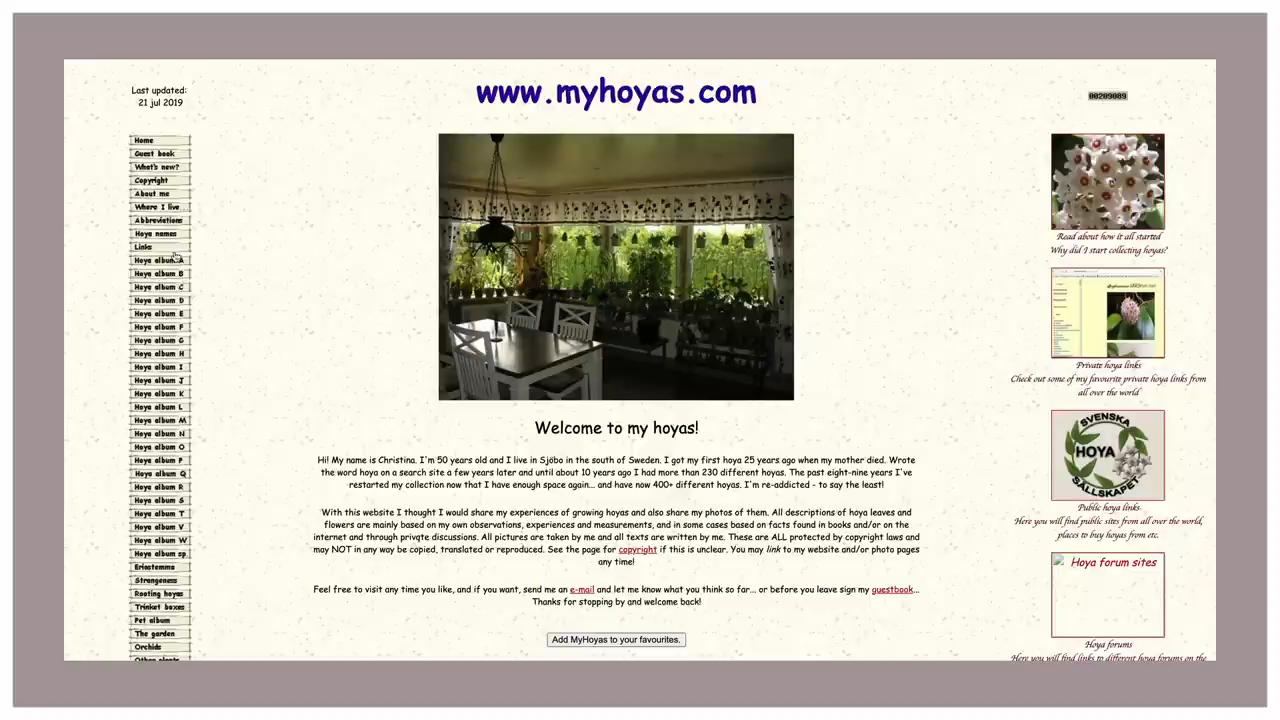 Last updated:
21 jul 2019
www.myhoyas.com
00209089
Home
Guest book
What's new?
Copyright
About me
Where I live
Abbreviations
Hoya names
Links
Hoya album A
Hoya album B
Hoya album C
Hoya album D
Hoya album E
Hoya album F
Hoya album G
Hoya album H
Hoya album I
Hoya album J
Hoya album K
Hoya album L
Hoya album M
Hoya album N
Hoya album O
Hoya album P
Hoya album Q
Hoya album R
Hoya album S
Hoya album T
Hoya album V
Hoya album W
Hoya album sp.
Eriostemma
Strangeness
Rooting hoyas
Trinket boxes
Pet album
The garden
Orchids
Other plants
Welcome to my hoyas!
Hi! My name is Christina. I'm 50 years old and I live in Sjöbo in the south of Sweden. I got my first hoya 25 years ago when my mother died. Wrote
the word hoya on a search site a few years later and until about 10 years ago I had more than 230 different hoyas. The past eight-nine years I've
restarted my collection now that I have enough space again... and have now 400+ different hoyas. I'm re-addicted - to say the least!
With this website I thought I would share my experiences of growing hoyas and also share my photos of them. All descriptions of hoya leaves and
flowers are mainly based on my own observations, experiences and measurements, and in some cases based on facts found in books and/or on the
internet and through private discussions. All pictures are taken by me and all texts are written by me. These are ALL protected by copyright laws and
may NOT in any way be copied, translated or reproduced. See the page for copyright if this is unclear. You may link to my website and/or photo pages
any time!
Feel free to visit any time you like, and if you want, send me an e-mail and let me know what you think so far... or before you leave sign my guestbook...
Thanks for stopping by and welcome back!
Add MyHoyas to your favourites.
Read about how it all started
Why did I start collecting hoyas?
Private hoya links
Check out some of my favourite private hoya links from
all over the world
SVENSKA
HOYA
SÄLLSKAPET
Public hoya links
Here you will find public sites from all over the world,
places to buy hoyas from etc.
Hoya forum sites
Hoya forums
Here you will find links to different hoya forums on the